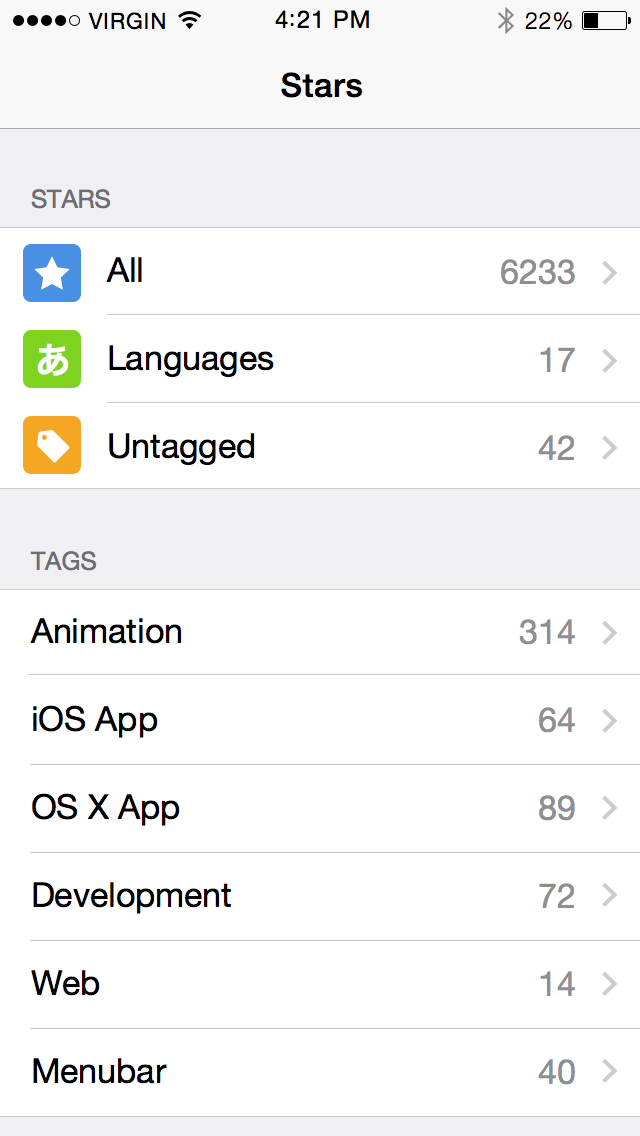 VIRGIN 4:21 PM 22%
Stars
STARS
All 6233
あ Languages 17
Untagged 42
TAGS
Animation 314
iOS App 64
OS X App 89
Development 72
Web 14
Menubar 40